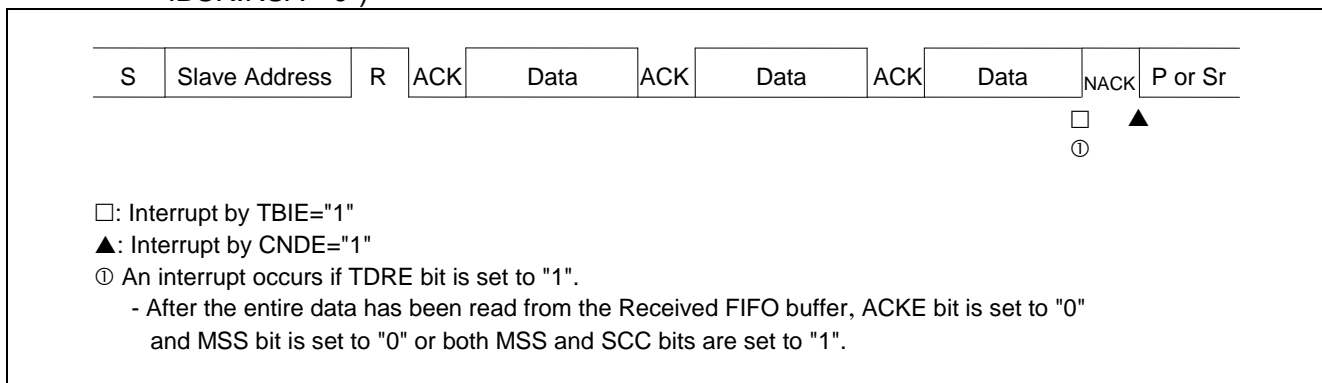 S Slave Address R ACK Data ACK Data ACK Data NACK P or Sr
□ ▲
①
□: Interrupt by TBIE="1"
▲: Interrupt by CNDE="1"
① An interrupt occurs if TDRE bit is set to "1".
- After the entire data has been read from the Received FIFO buffer, ACKE bit is set to "0"
and MSS bit is set to "0" or both MSS and SCC bits are set to "1".